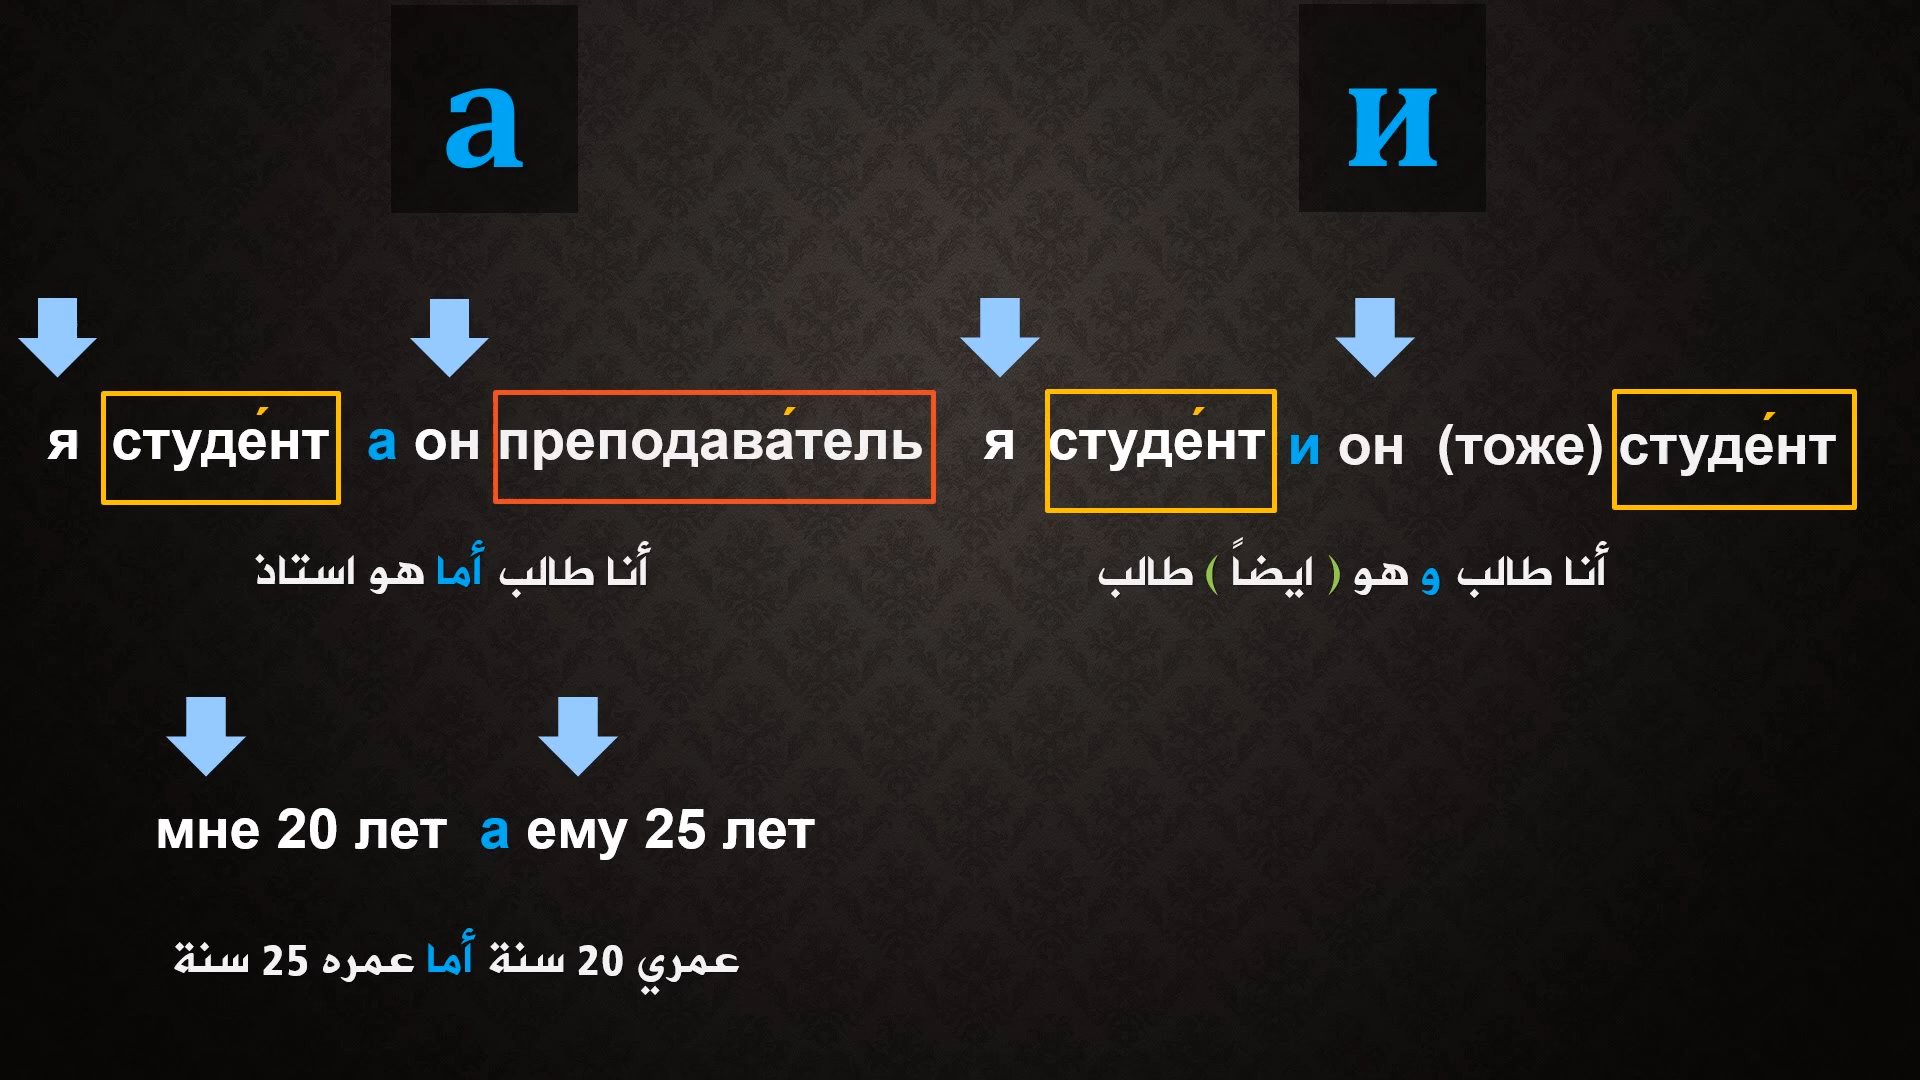 а
и
я студе́нт а он преподава́тель
я студе́нт и он (тоже) студе́нт
أنا طالب أما هو استاذ
أنا طالب و هو ( ايضاً ) طالب
мне 20 лет а ему 25 лет
عمري 20 سنة أما عمره 25 سنة